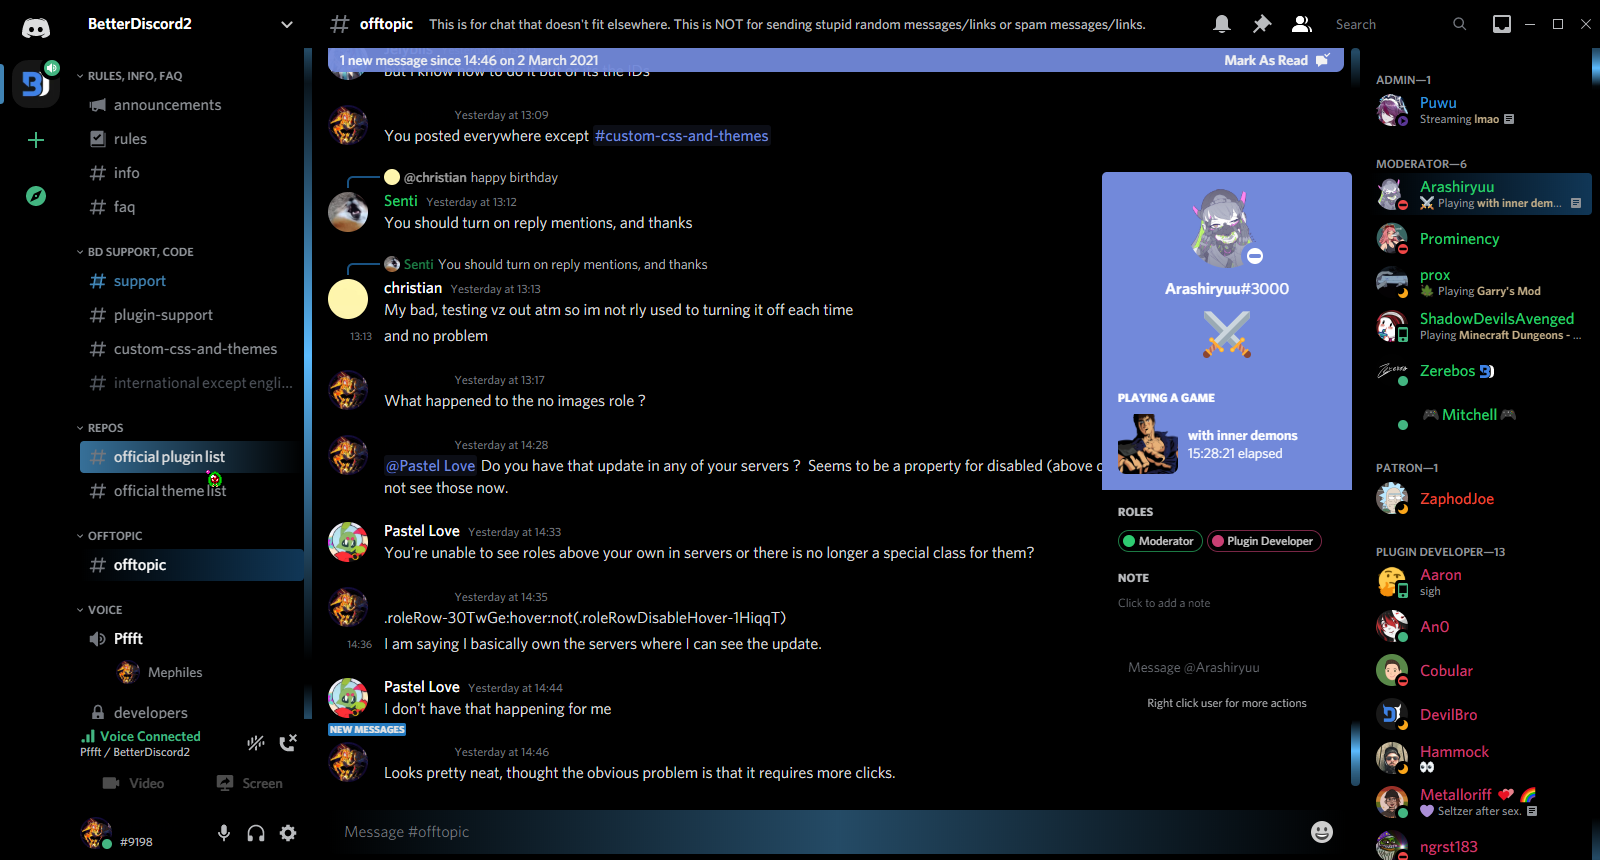 BetterDiscord2
RULES, INFO, FAQ
announcements
rules
info
faq
BD SUPPORT, CODE
support
plugin-support
custom-css-and-themes
international except engli...
REPOS
official plugin list
official theme list
OFFTOPIC
offtopic
VOICE
Pffft
Mephiles
developers
Voice Connected
Pffft / BetterDiscord2
Video
Screen
#9198
offtopic
This is for chat that doesn't fit elsewhere. This is NOT for sending stupid random messages/links or spam messages/links.
Search
1 new message since 14:46 on 2 March 2021
Mark As Read
but I know how to do it but of its the IDs
Yesterday at 13:09
You posted everywhere except #custom-css-and-themes
@christian happy birthday
Senti Yesterday at 13:12
You should turn on reply mentions, and thanks
Senti You should turn on reply mentions, and thanks
christian Yesterday at 13:13
My bad, testing vz out atm so im not rly used to turning it off each time
13:13 and no problem
Yesterday at 13:17
What happened to the no images role ?
Yesterday at 14:28
@Pastel Love Do you have that update in any of your servers ? Seems to be a property for disabled (above
not see those now.
Pastel Love Yesterday at 14:33
You're unable to see roles above your own in servers or there is no longer a special class for them?
Yesterday at 14:35
.roleRow-30TwGe:hover:not(.roleRowDisableHover-1HiqqT)
14:36 I am saying I basically own the servers where I can see the update.
Pastel Love Yesterday at 14:44
I don't have that happening for me
NEW MESSAGES
Yesterday at 14:46
Looks pretty neat, thought the obvious problem is that it requires more clicks.
Message #offtopic
Arashiryuu#3000
PLAYING A GAME
with inner demons
15:28:21 elapsed
ROLES
Moderator
Plugin Developer
NOTE
Click to add a note
Message @Arashiryuu
Right click user for more actions
ADMIN—1
Puwu
Streaming lmao
MODERATOR—6
Arashiryuu
Playing with inner dem...
Prominency
prox
Playing Garry's Mod
ShadowDevilsAvenged
Playing Minecraft Dungeons - ...
Zerebos
Mitchell
PATRON—1
ZaphodJoe
PLUGIN DEVELOPER—13
Aaron
sigh
An0
Cobular
DevilBro
Hammock
Metalloriff
Seltzer after sex.
ngrst183